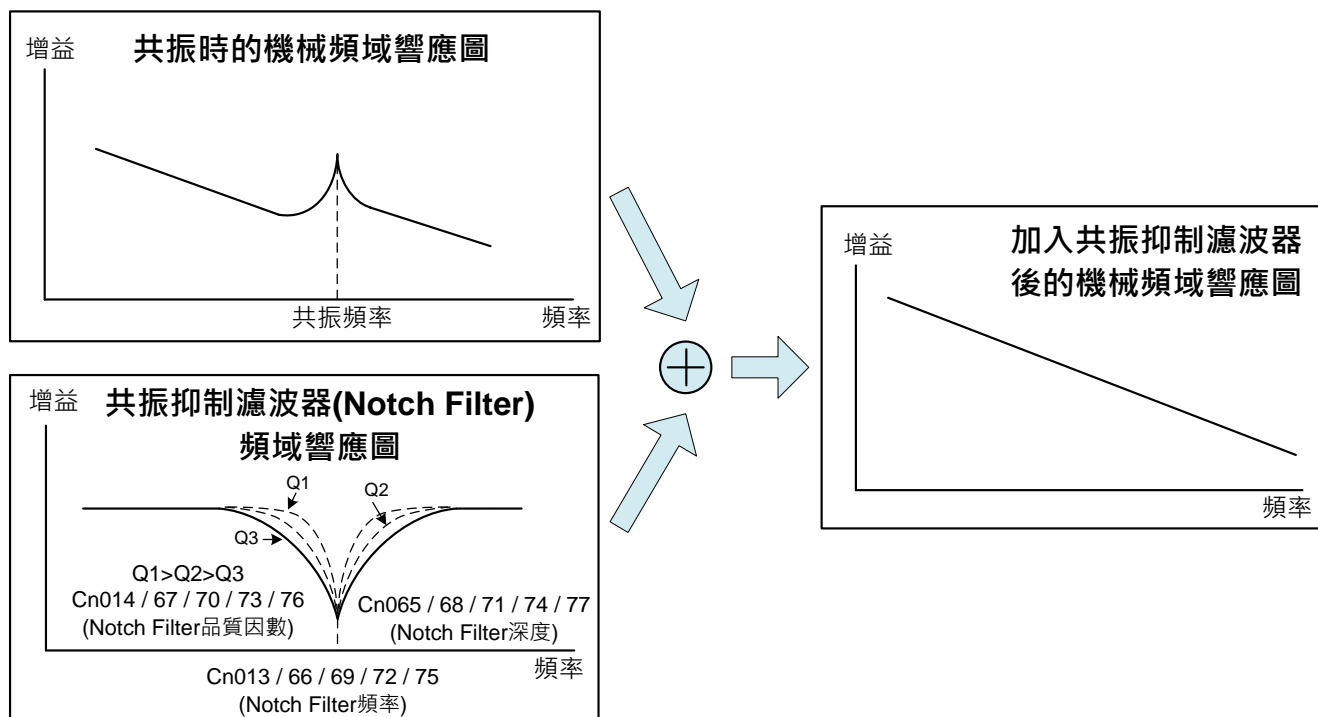 增益
共振時的機械頻域響應圖
共振頻率
頻率
增益
共振抑制濾波器(Notch Filter)
頻域響應圖
Q1
Q2
Q3
Q1>Q2>Q3
Cn014 / 67 / 70 / 73 / 76
(Notch Filter品質因數)
Cn065 / 68 / 71 / 74 / 77
(Notch Filter深度)
頻率
Cn013 / 66 / 69 / 72 / 75
(Notch Filter頻率)
增益
加入共振抑制濾波器
後的機械頻域響應圖
頻率